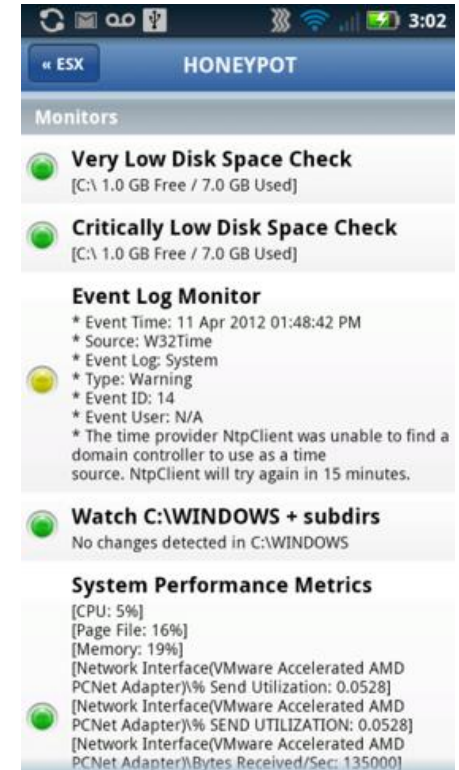 3:02
« ESX
HONEYPOT
Monitors
Very Low Disk Space Check
[C:\ 1.0 GB Free / 7.0 GB Used]
Critically Low Disk Space Check
[C:\ 1.0 GB Free / 7.0 GB Used]
Event Log Monitor
* Event Time: 11 Apr 2012 01:48:42 PM
* Source: W32Time
* Event Log: System
* Type: Warning
* Event ID: 14
* Event User: N/A
* The time provider NtpClient was unable to find a
domain controller to use as a time
source. NtpClient will try again in 15 minutes.
Watch C:\WINDOWS + subdirs
No changes detected in C:\WINDOWS
System Performance Metrics
[CPU: 5%]
[Page File: 16%]
[Memory: 19%]
[Network Interface(VMware Accelerated AMD
PCNet Adapter)\% Send Utilization: 0.0528]
[Network Interface(VMware Accelerated AMD
PCNet Adapter)\% SEND UTILIZATION: 0.0528]
[Network Interface(VMware Accelerated AMD
PCNet Adapter)\Bytes Received/Sec: 135000]